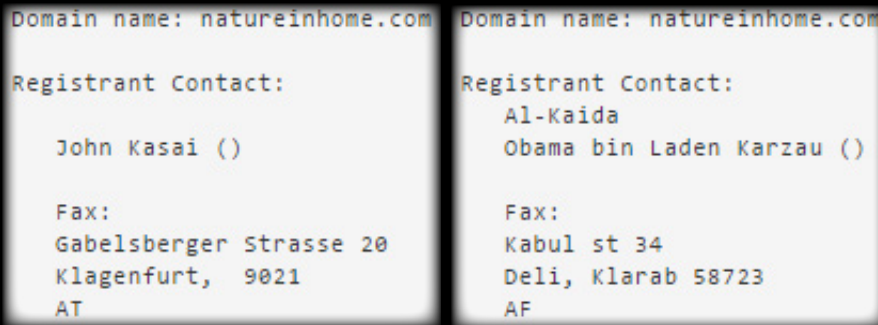 Domain name: natureinhome.com
Registrant Contact:
John Kasai ()
Fax:
Gabelsberger Strasse 20
Klagenfurt,  9021
AT
Domain name: natureinhome.com
Registrant Contact:
Al-Kaida
Obama bin Laden Karzau ()
Fax:
Kabul st 34
Deli, Klarab 58723
AF